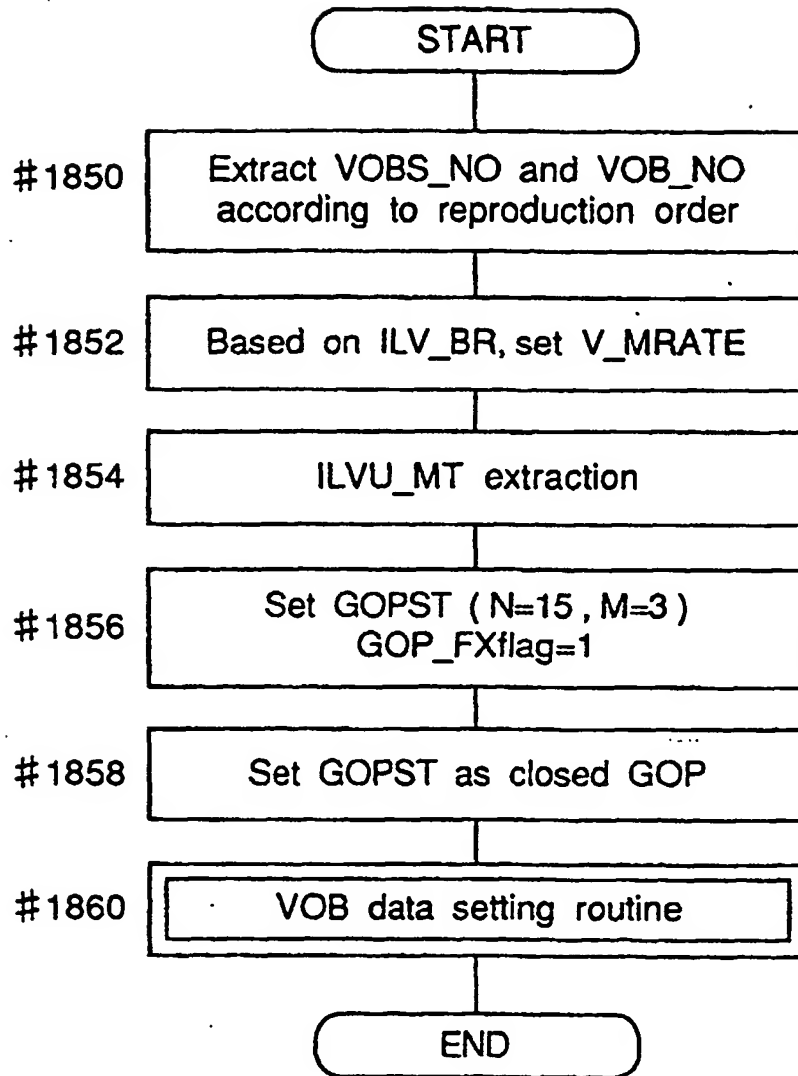 START
#1850
Extract VOBS_NO and VOB_NO
according to reproduction order
#1852
Based on ILV_BR, set V_MRATE
#1854
ILVU_MT extraction
#1856
Set GOPST (N=15, M=3)
GOP_FXflag=1
#1858
Set GOPST as closed GOP
#1860
VOB data setting routine
END